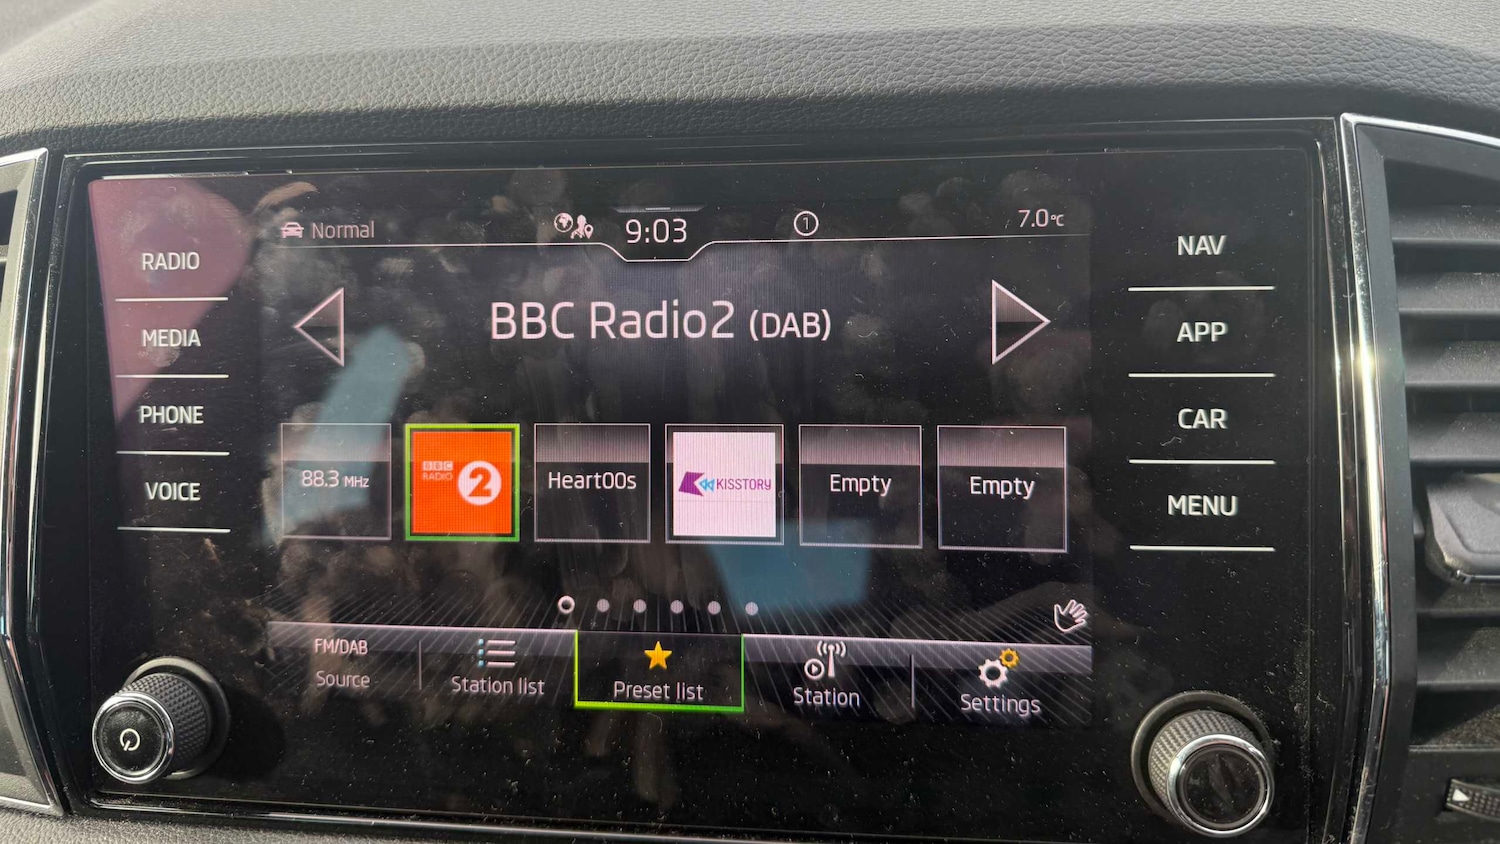 Normal
9:03
1
7.0°C
RADIO
MEDIA
PHONE
VOICE
BBC Radio2 (DAB)
NAV
APP
CAR
MENU
88.3 MHz
BBC
RADIO
2
Heart00s
KISSTORY
Empty
Empty
FM/DAB
Source
Station list
Preset list
Station
Settings